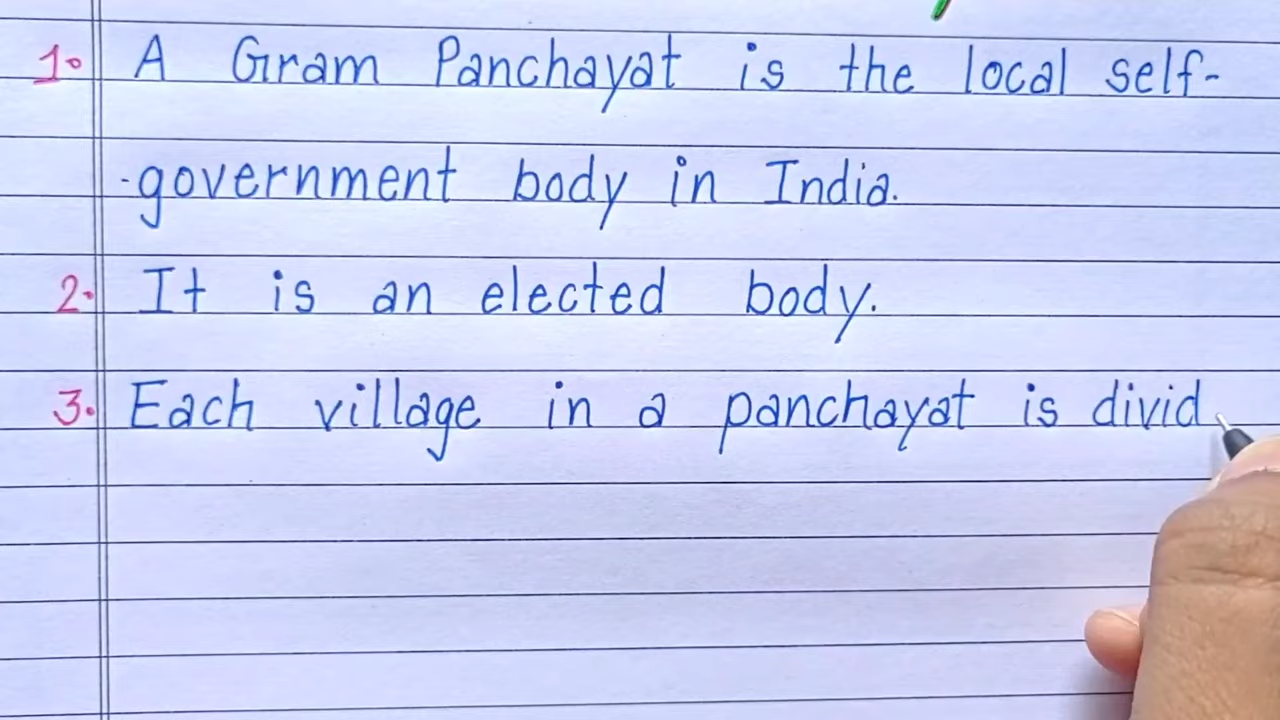 1. A Gram Panchayat is the local self-
-government body in India.
2. It is an elected body.
3. Each village in a panchayat is divid